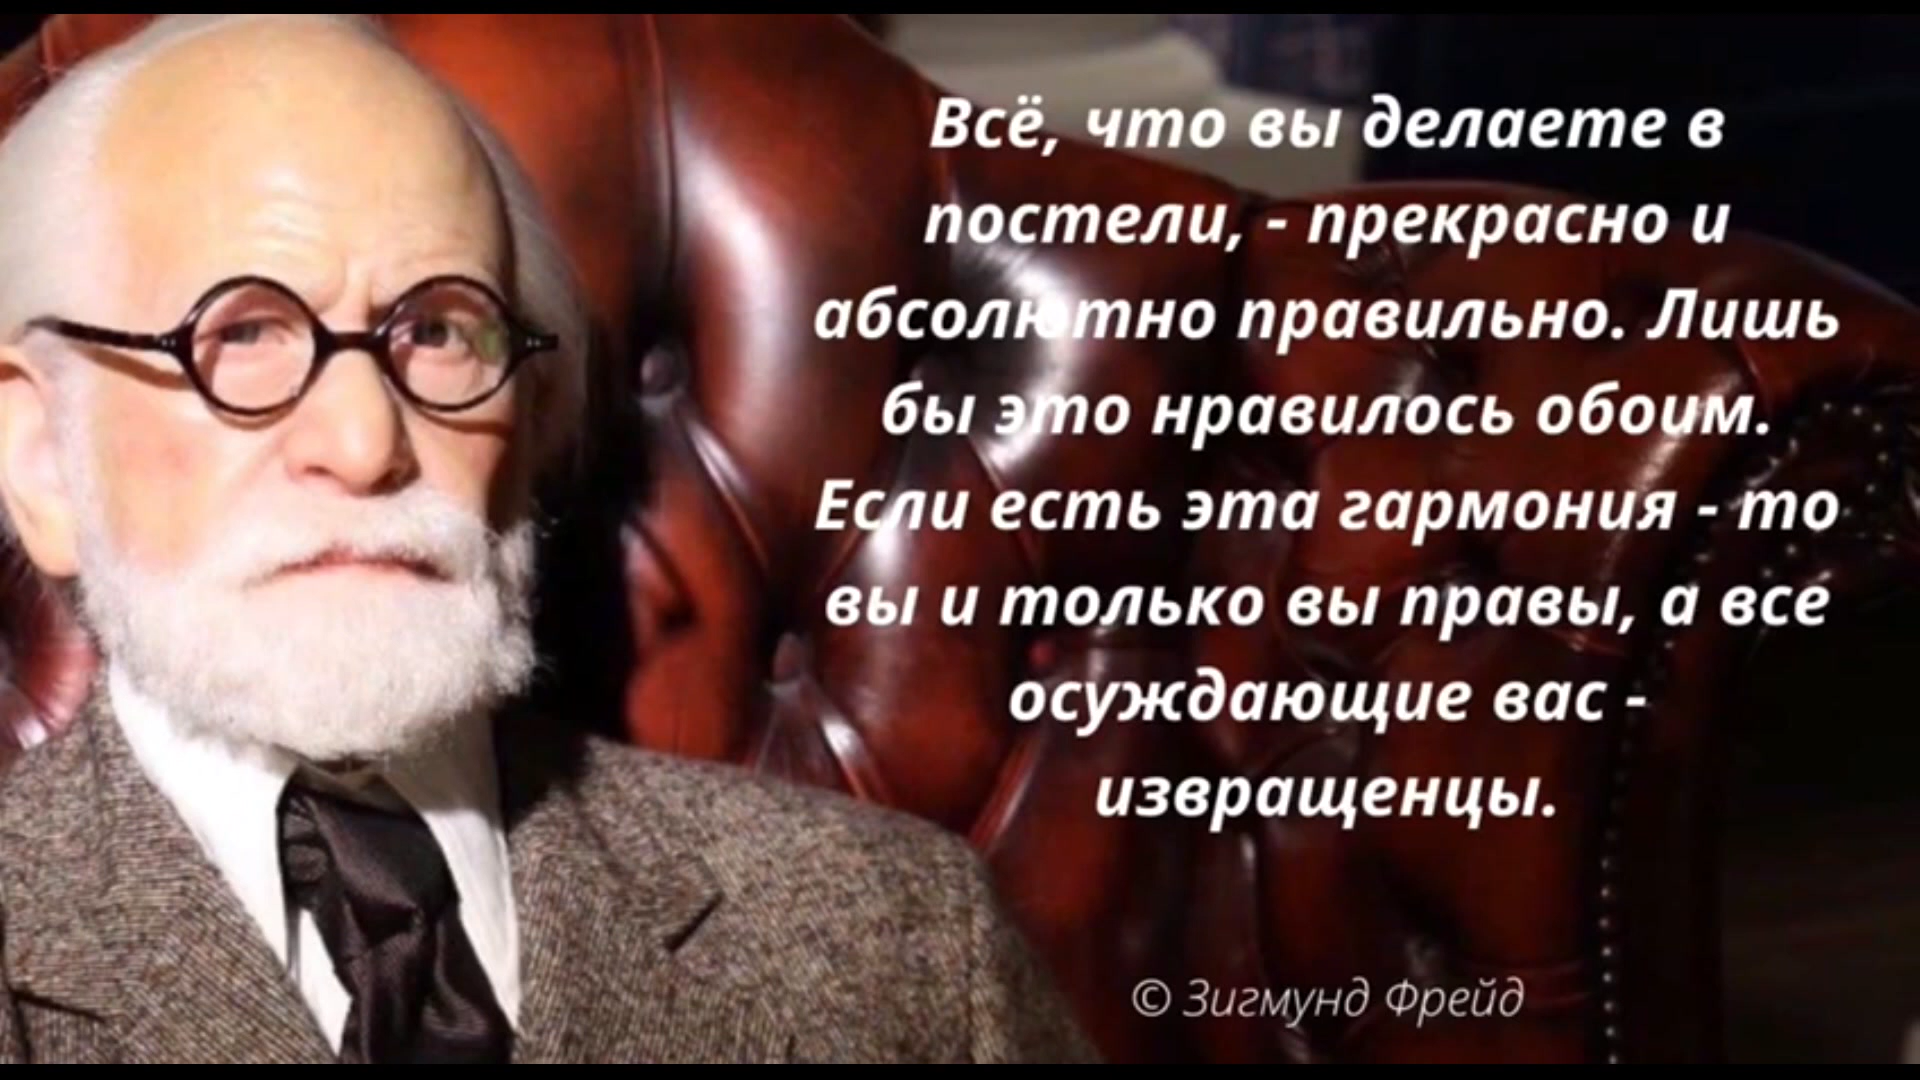 Всё, что вы делаете в
постели, - прекрасно и
абсолютно правильно. Лишь
бы это нравилось обоим.
Если есть эта гармония - то
вы и только вы правы, а все
осуждающие вас -
извращенцы.
© Зигмунд Фрейд